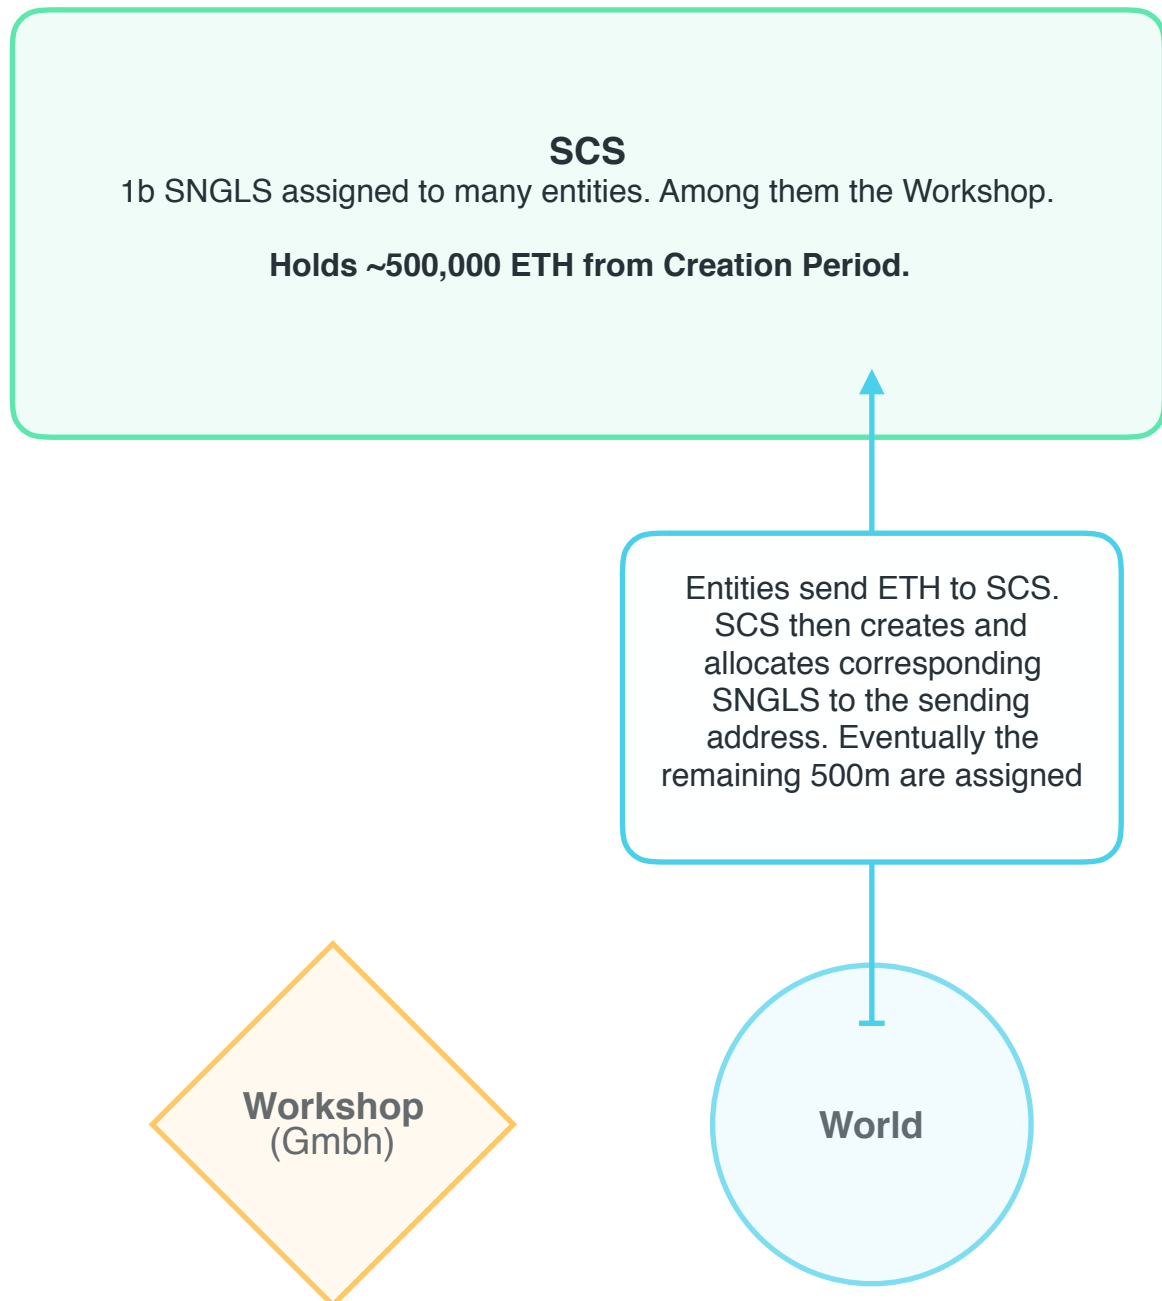 SCS
1b SNGLS assigned to many entities. Among them the Workshop.
Holds ~500,000 ETH from Creation Period.
Entities send ETH to SCS.
SCS then creates and
allocates corresponding
SNGLS to the sending
address. Eventually the
remaining 500m are assigned
Workshop
(Gmbh)
World